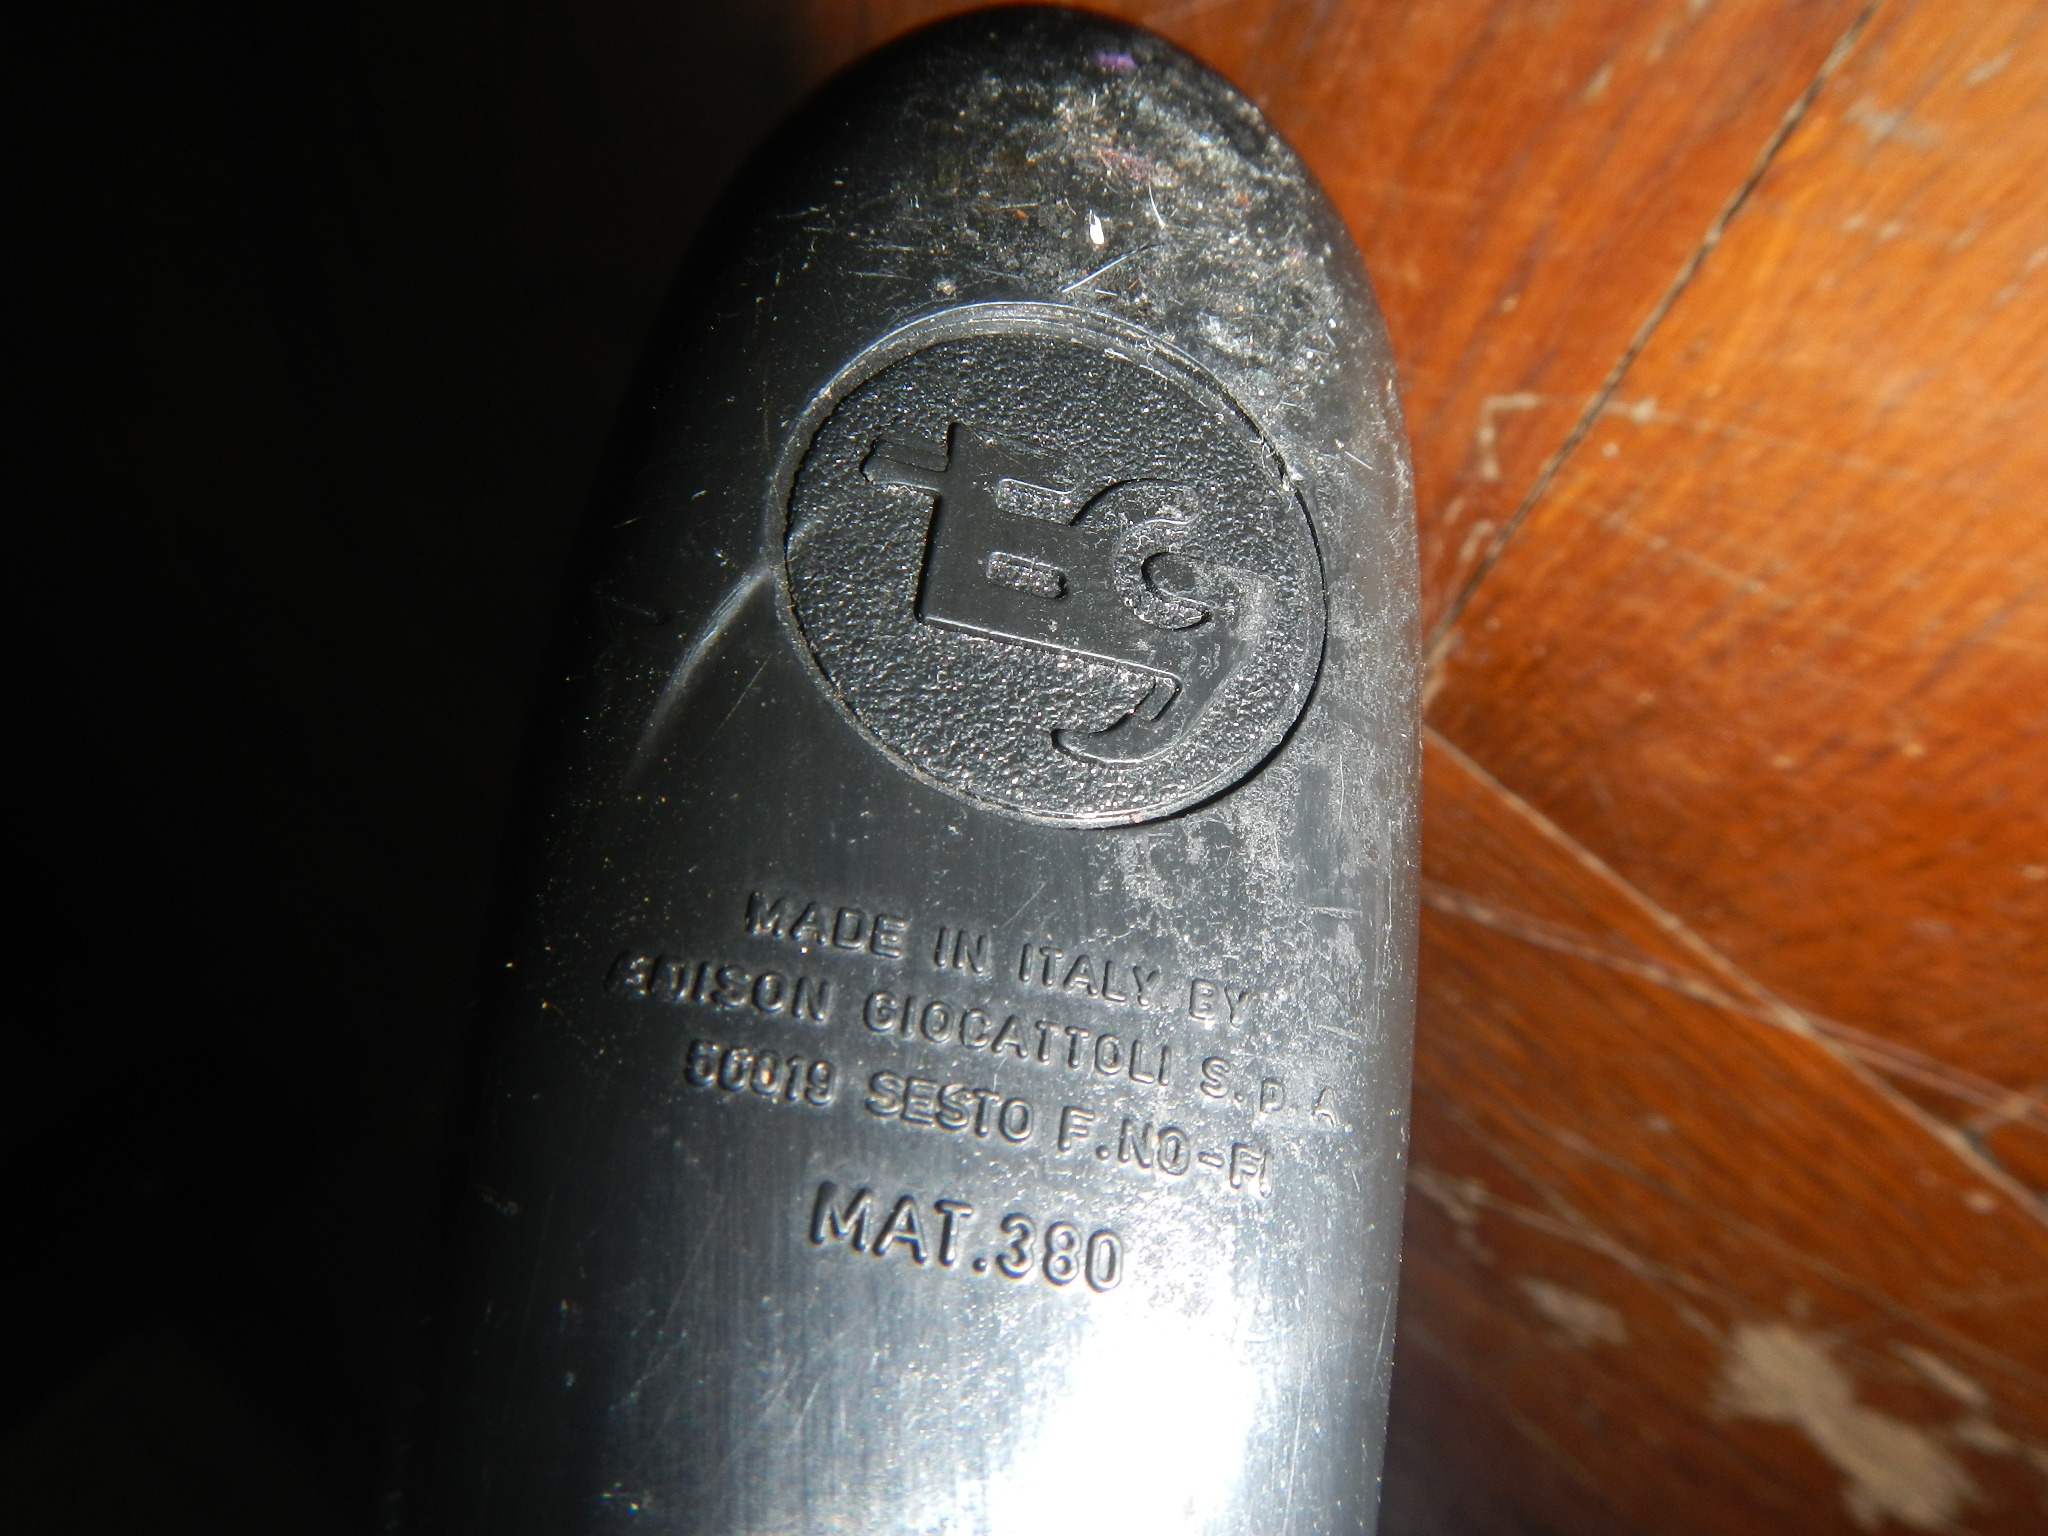 EG
MADE IN ITALY BY
EDISON GIOCATTOLI S.P.A
50019 SESTO F.NO-FI
MAT.380